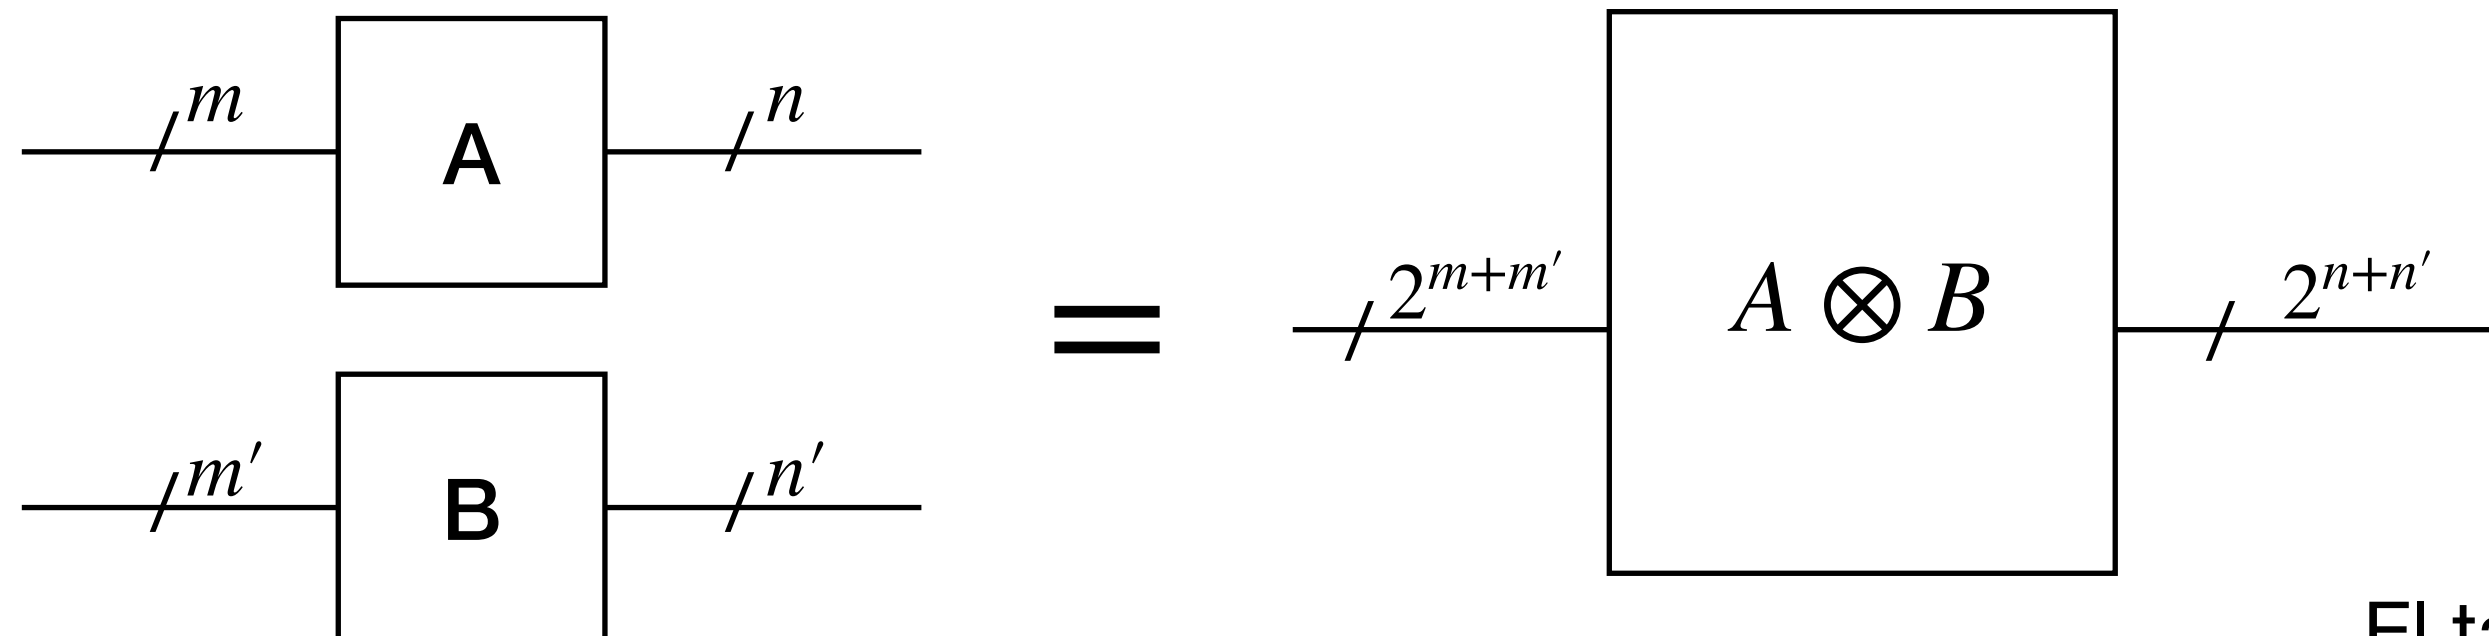 m n
A
m′ n′
B
=
2^{m+m′} A ⊗ B 2^{n+n′}